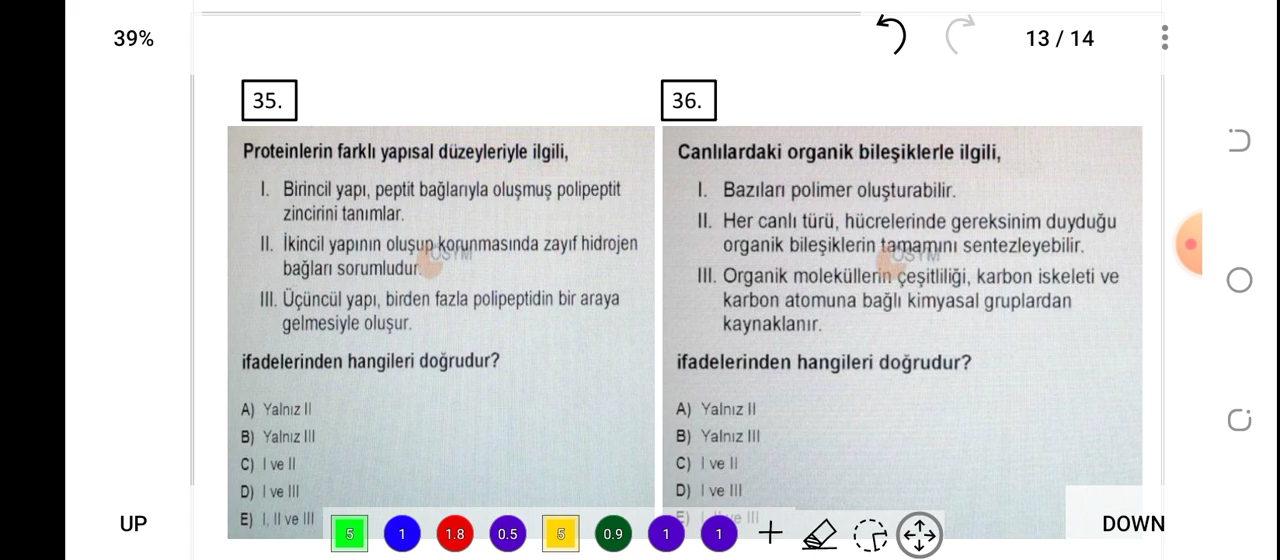 39%
13 / 14
35.
Proteinlerin farklı yapısal düzeyleriyle ilgili,
I. Birincil yapı, peptit bağlarıyla oluşmuş polipeptit
zincirini tanımlar.
II. İkincil yapının oluşup korunmasında zayıf hidrojen
bağları sorumludur.
ÖSYM
III. Üçüncül yapı, birden fazla polipeptidin bir araya
gelmesiyle oluşur.
ifadelerinden hangileri doğrudur?
A) Yalnız II
B) Yalnız III
C) I ve II
D) I ve III
E) I, II ve III
36.
Canlılardaki organik bileşiklerle ilgili,
I. Bazıları polimer oluşturabilir.
II. Her canlı türü, hücrelerinde gereksinim duyduğu
organik bileşiklerin tamamını sentezleyebilir.
ÖSYM
III. Organik moleküllerin çeşitliliği, karbon iskeleti ve
karbon atomuna bağlı kimyasal gruplardan
kaynaklanır.
ifadelerinden hangileri doğrudur?
A) Yalnız II
B) Yalnız III
C) I ve II
D) I ve III
E) I, II ve III
UP
5 1 1.8 0.5 5 0.9 1 1
DOWN